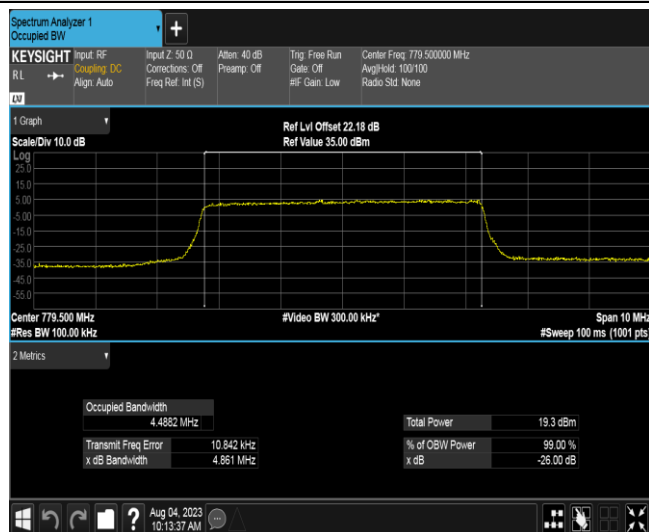 Spectrum Analyzer 1
Occupied BW
+
KEYSIGHT
RL
LXI
Input: RF
Coupling: DC
Align: Auto
Input Z: 50 Ω
Corrections: Off
Freq Ref: Int (S)
Atten: 40 dB
Preamp: Off
Trig: Free Run
Gate: Off
#IF Gain: Low
Center Freq: 779.500000 MHz
Avg|Hold: 100/100
Radio Std: None
1 Graph
Scale/Div 10.0 dB
Ref Lvl Offset 22.18 dB
Ref Value 35.00 dBm
Log
25.0
15.0
5.00
-5.00
-15.0
-25.0
-35.0
-45.0
-55.0
Center 779.500 MHz
#Res BW 100.00 kHz
#Video BW 300.00 kHz*
Span 10 MHz
#Sweep 100 ms (1001 pts)
2 Metrics
Occupied Bandwidth
4.4882 MHz
Transmit Freq Error 10.842 kHz
x dB Bandwidth 4.861 MHz
Total Power 19.3 dBm
% of OBW Power 99.00 %
x dB -26.00 dB
?
Aug 04, 2023
10:13:37 AM